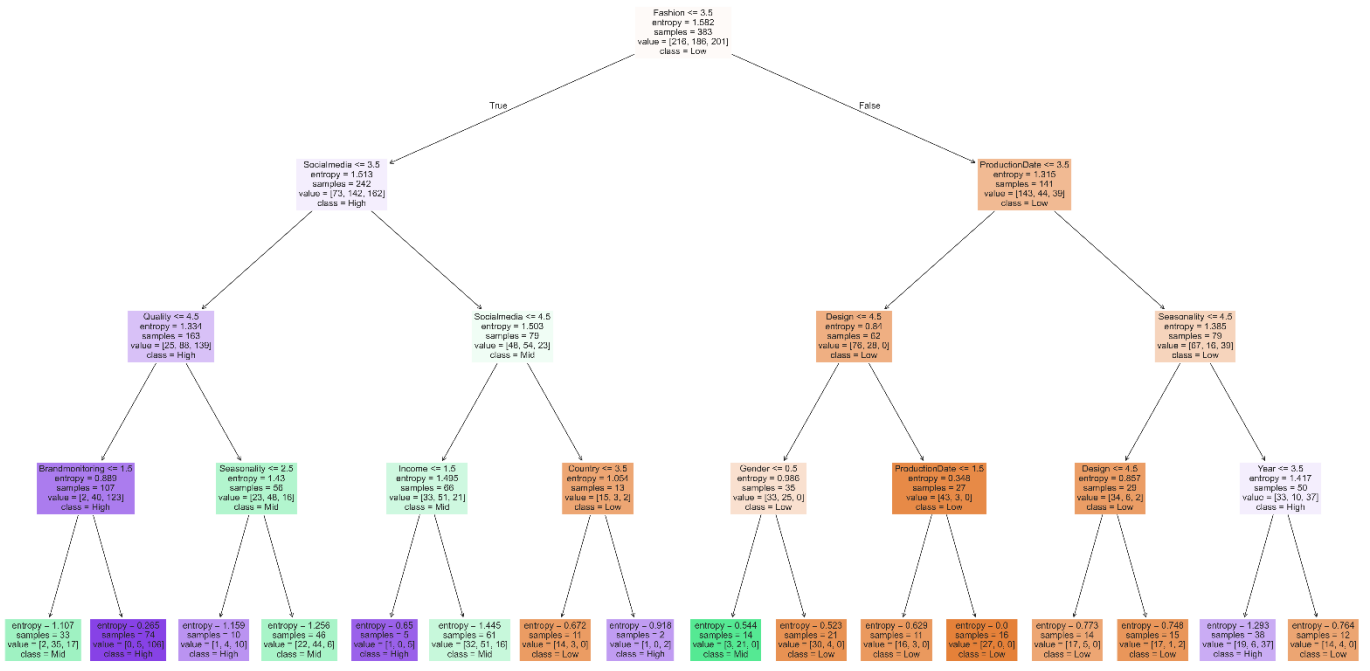 Fashion <= 3.5
entropy = 1.582
samples = 383
value = [216, 186, 201]
class = Low
True
False
Socialmedia <= 3.5
entropy = 1.513
samples = 242
value = [73, 142, 162]
class = High
ProductionDate <= 3.5
entropy = 1.315
samples = 141
value = [143, 44, 39]
class = Low
Quality <= 4.5
entropy = 1.334
samples = 163
value = [25, 88, 139]
class = High
Socialmedia <= 4.5
entropy = 1.503
samples = 79
value = [48, 54, 23]
class = Mid
Design <= 4.5
entropy = 0.84
samples = 62
value = [76, 28, 0]
class = Low
Seasonality <= 4.5
entropy = 1.385
samples = 79
value = [67, 16, 39]
class = Low
Brandmonitoring <= 1.5
entropy = 0.889
samples = 107
value = [2, 40, 123]
class = High
Seasonality <= 2.5
entropy = 1.43
samples = 56
value = [23, 48, 16]
class = Mid
Income <= 1.5
entropy = 1.495
samples = 66
value = [33, 51, 21]
class = Mid
Country <= 3.5
entropy = 1.054
samples = 13
value = [15, 3, 2]
class = Low
Gender <= 0.5
entropy = 0.986
samples = 35
value = [33, 25, 0]
class = Low
ProductionDate <= 1.5
entropy = 0.348
samples = 27
value = [43, 3, 0]
class = Low
Design <= 4.5
entropy = 0.857
samples = 29
value = [34, 6, 2]
class = Low
Year <= 3.5
entropy = 1.417
samples = 50
value = [33, 10, 37]
class = High
entropy = 1.107
samples = 33
value = [2, 35, 17]
class = Mid
entropy = 0.265
samples = 74
value = [0, 5, 106]
class = High
entropy = 1.159
samples = 10
value = [1, 4, 10]
class = High
entropy = 1.256
samples = 46
value = [22, 44, 6]
class = Mid
entropy = 0.65
samples = 5
value = [1, 0, 5]
class = High
entropy = 1.445
samples = 61
value = [32, 51, 16]
class = Mid
entropy = 0.672
samples = 11
value = [14, 3, 0]
class = Low
entropy = 0.918
samples = 2
value = [1, 0, 2]
class = High
entropy = 0.544
samples = 14
value = [3, 21, 0]
class = Mid
entropy = 0.523
samples = 21
value = [30, 4, 0]
class = Low
entropy = 0.629
samples = 11
value = [16, 3, 0]
class = Low
entropy = 0.0
samples = 16
value = [27, 0, 0]
class = Low
entropy = 0.773
samples = 14
value = [17, 5, 0]
class = Low
entropy = 0.748
samples = 15
value = [17, 1, 2]
class = Low
entropy = 1.293
samples = 38
value = [19, 6, 37]
class = High
entropy = 0.764
samples = 12
value = [14, 4, 0]
class = Low